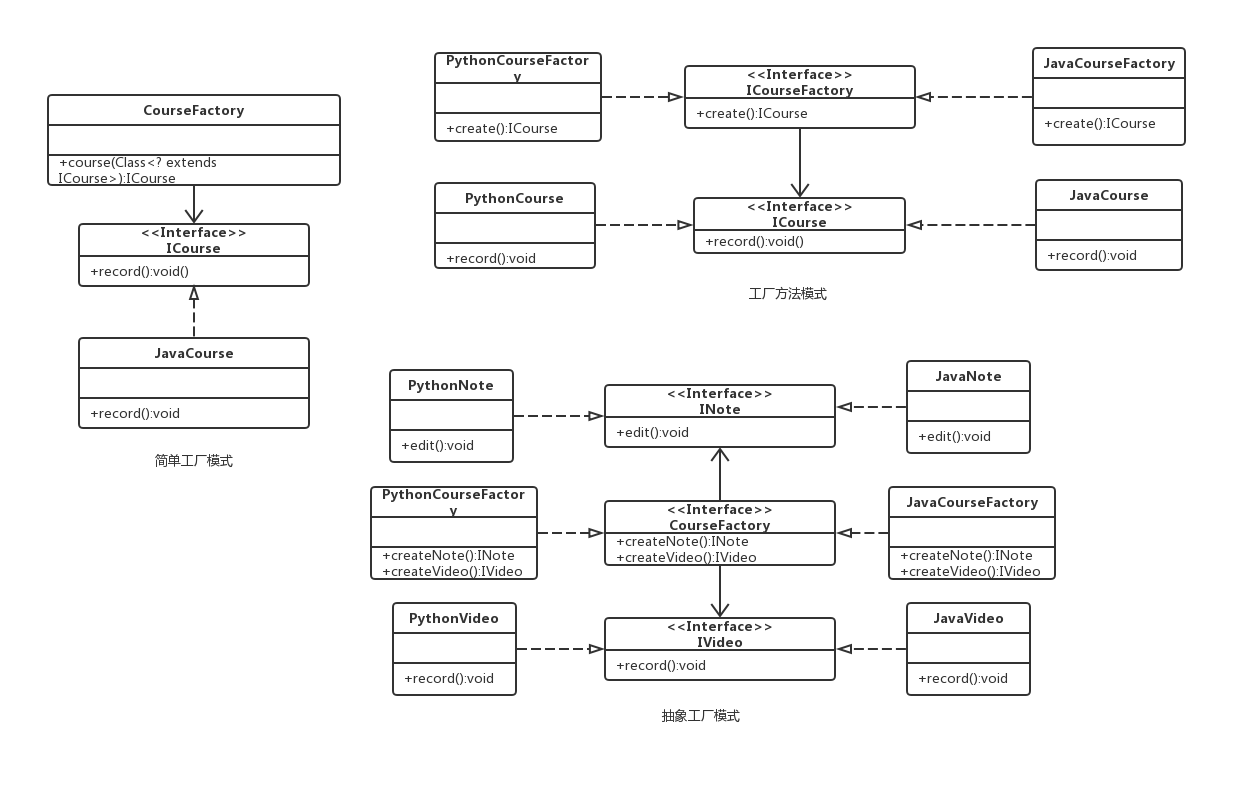 CourseFactory
+course(Class<? extends
ICourse>):ICourse
<<Interface>>
ICourse
+record():void()
JavaCourse
+record():void
简单工厂模式
PythonCourseFactor
y
+create():ICourse
<<Interface>>
ICourseFactory
+create():ICourse
JavaCourseFactory
+create():ICourse
PythonCourse
+record():void
<<Interface>>
ICourse
+record():void()
JavaCourse
+record():void
工厂方法模式
PythonNote
+edit():void
<<Interface>>
INote
+edit():void
JavaNote
+edit():void
PythonCourseFactor
y
+createNote():INote
+createVideo():IVideo
<<Interface>>
CourseFactory
+createNote():INote
+createVideo():IVideo
JavaCourseFactory
+createNote():INote
+createVideo():IVideo
PythonVideo
+record():void
<<Interface>>
IVideo
+record():void
JavaVideo
+record():void
抽象工厂模式